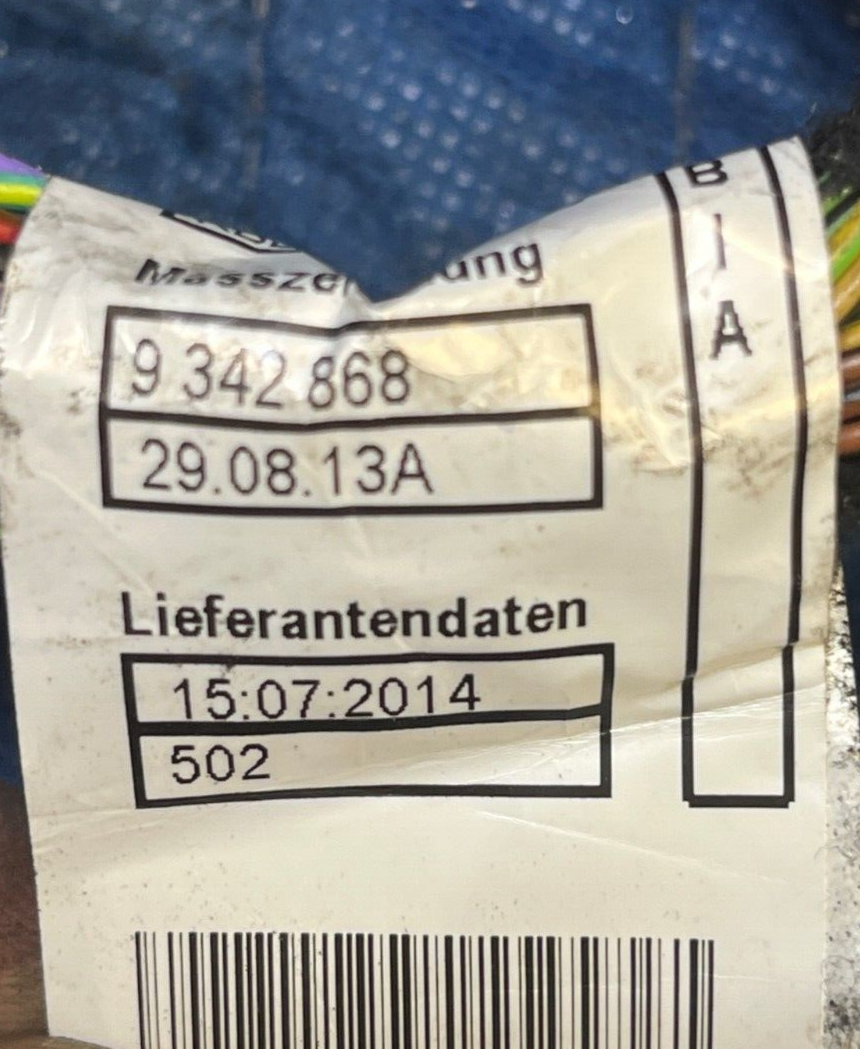 9 342 868
29.08.13A
Lieferantendaten
15:07:2014
502
B
I
A